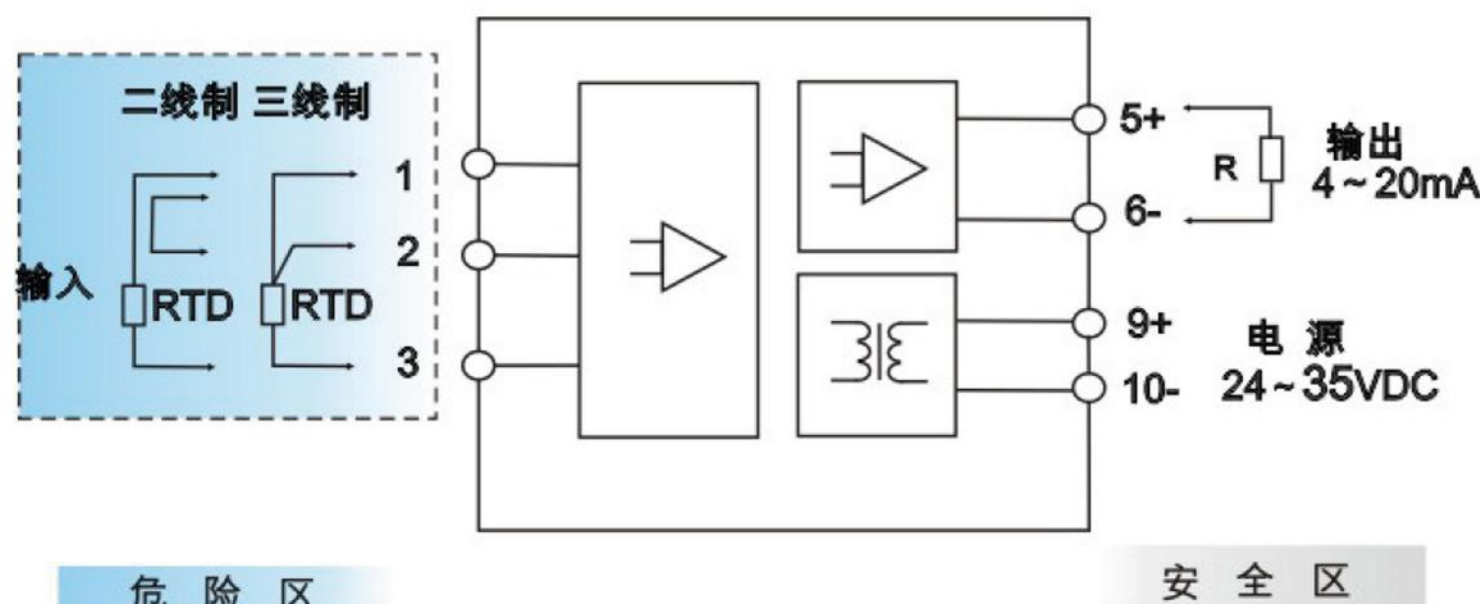 二线制 三线制
1
2
3
输入
RTD
RTD
5+
6-
R
输出
4~20mA
9+
10-
电 源
24~35VDC
危 险 区
安 全 区